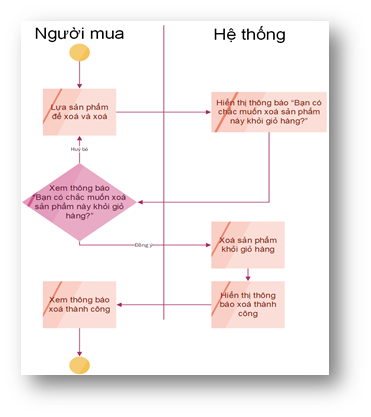 Người mua
Hệ thống
Lựa sản phẩm
để xoá và xoá
Hiển thị thông báo "Bạn có
chắc muốn xoá sản phẩm
này khỏi giỏ hàng?"
Huỷ bỏ
Xem thông báo
"Bạn có chắc muốn xoá
sản phẩm này khỏi giỏ
hàng?"
Đồng ý
Xoá sản phẩm
khỏi giỏ hàng
Hiển thị thông
báo xoá thành
công
Xem thông báo
xoá thành công